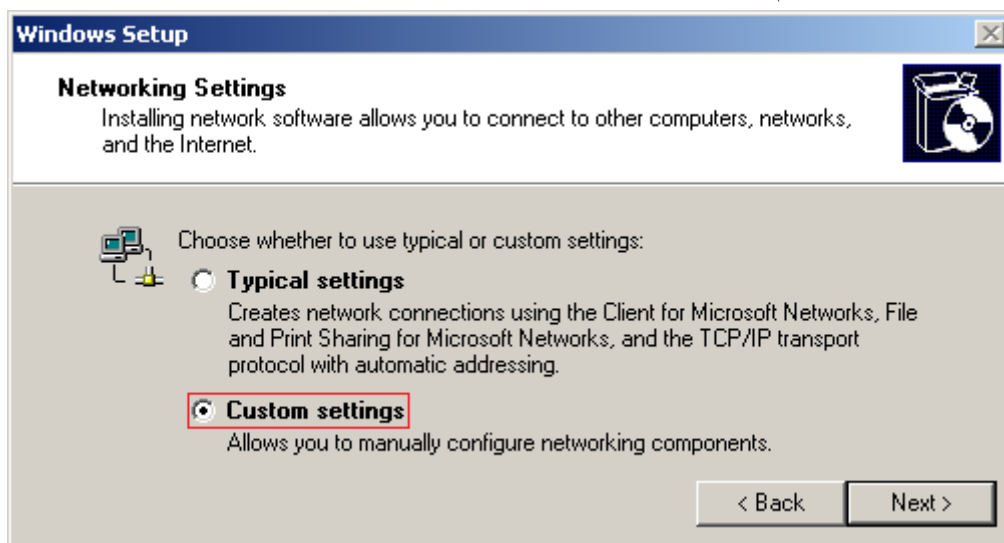 Windows Setup
Networking Settings
Installing network software allows you to connect to other computers, networks,
and the Internet.
Choose whether to use typical or custom settings:
Typical settings
Creates network connections using the Client for Microsoft Networks, File
and Print Sharing for Microsoft Networks, and the TCP/IP transport
protocol with automatic addressing.
Custom settings
Allows you to manually configure networking components.
< Back
Next >